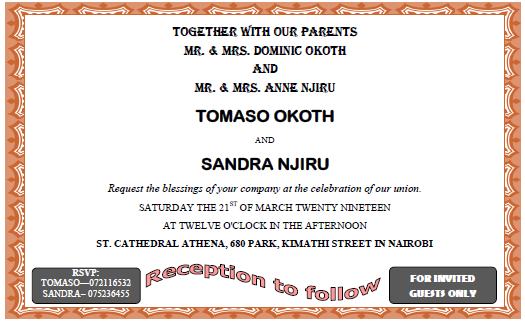 TOGETHER WITH OUR PARENTS
MR. & MRS. DOMINIC OKOTH
AND
MR. & MRS. ANNE NJIRU
TOMASO OKOTH
AND
SANDRA NJIRU
Request the blessings of your company at the celebration of our union.
SATURDAY THE 21ST OF MARCH TWENTY NINETEEN
AT TWELVE O'CLOCK IN THE AFTERNOON
ST. CATHEDRAL ATHENA, 680 PARK, KIMATHI STREET IN NAIROBI
RSVP:
TOMASO—072116532
SANDRA– 075236455
Reception to follow
FOR INVITED
GUESTS ONLY